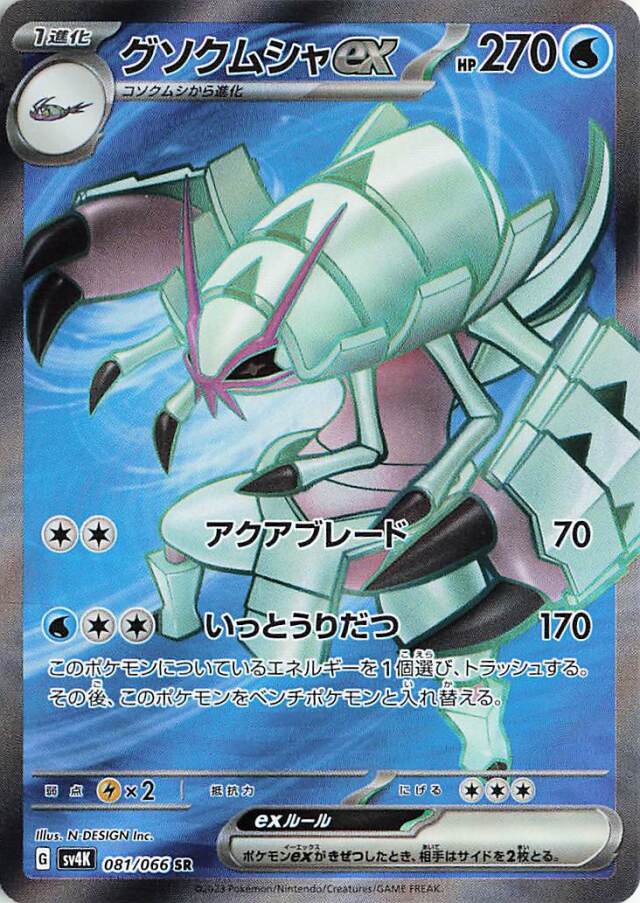 1進化
グソクムシャex
HP270
コソクムシから進化
アクアブレード 70
いっとうりだつ 170
このポケモンについているエネルギーを1個選び、トラッシュする。
その後、このポケモンをベンチポケモンと入れ替える。
弱点 ×2 抵抗力 にげる
exルール
ポケモンexがきぜつしたとき、相手はサイドを2枚とる。
Illus. N-DESIGN Inc.
G sv4K 081/066 SR
©2023 Pokémon/Nintendo/Creatures/GAME FREAK.